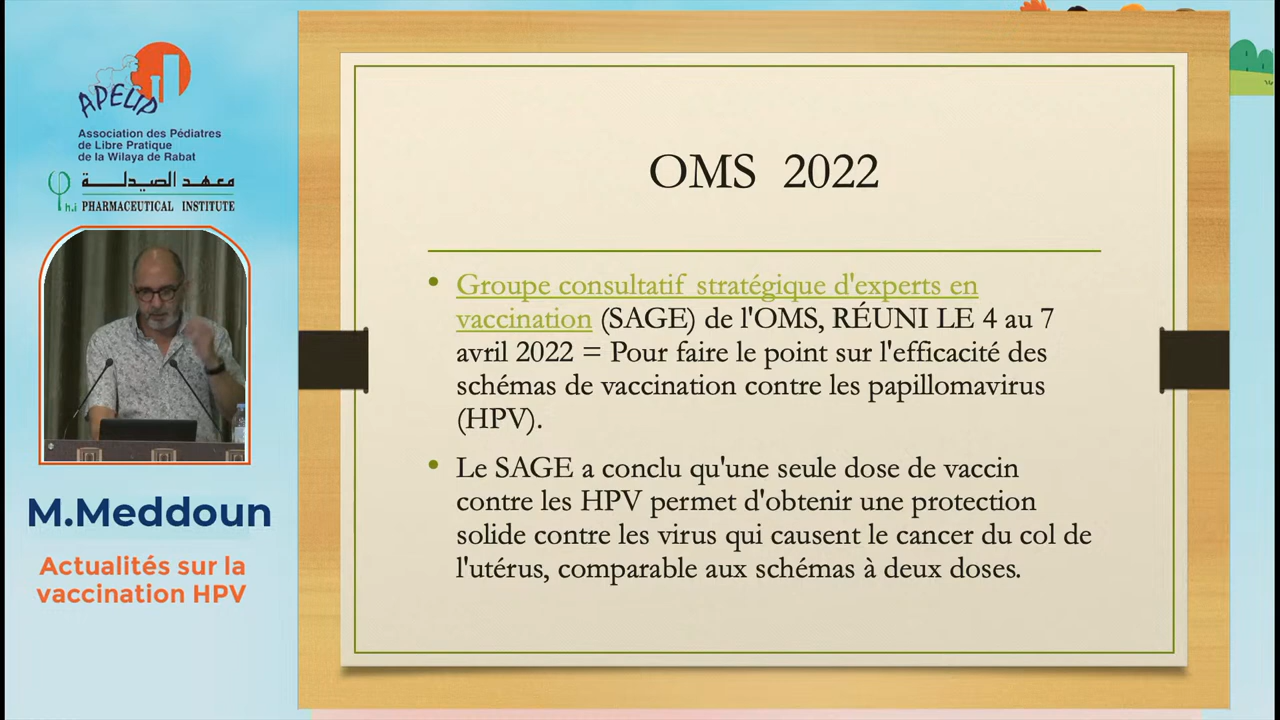 APELIP
Association des Pédiatres
de Libre Pratique
de la Wilaya de Rabat
معهد الصيدلة
ph.i PHARMACEUTICAL INSTITUTE
M.Meddoun
Actualités sur la
vaccination HPV
OMS 2022
• Groupe consultatif stratégique d'experts en
vaccination (SAGE) de l'OMS, RÉUNI LE 4 au 7
avril 2022 = Pour faire le point sur l'efficacité des
schémas de vaccination contre les papillomavirus
(HPV).
• Le SAGE a conclu qu'une seule dose de vaccin
contre les HPV permet d'obtenir une protection
solide contre les virus qui causent le cancer du col de
l'utérus, comparable aux schémas à deux doses.